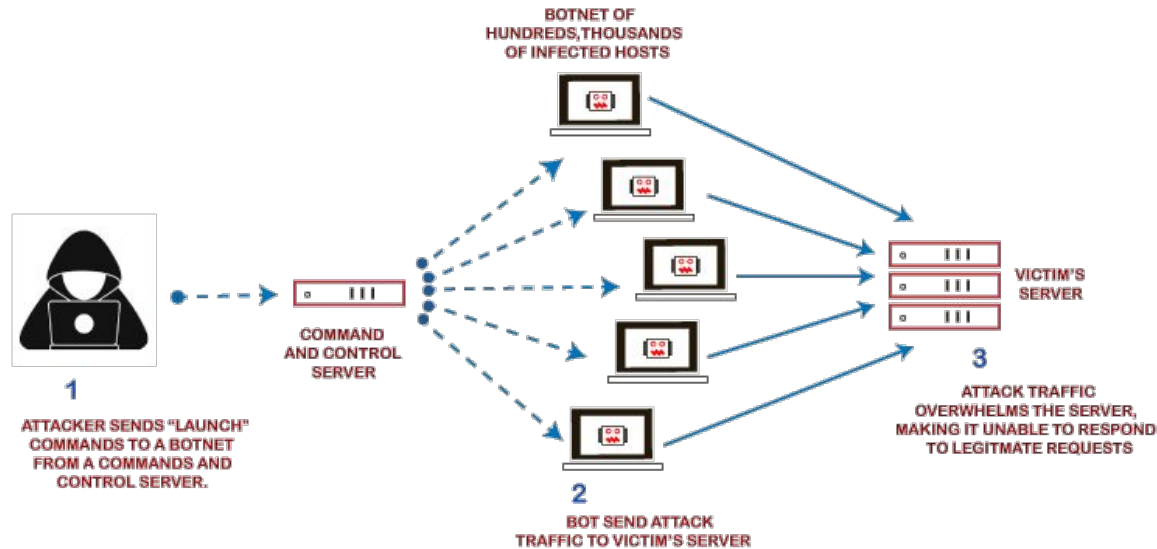 BOTNET OF
HUNDREDS,THOUSANDS
OF INFECTED HOSTS
COMMAND
AND CONTROL
SERVER
VICTIM'S
SERVER
1
ATTACKER SENDS “LAUNCH”
COMMANDS TO A BOTNET
FROM A COMMANDS AND
CONTROL SERVER.
2
BOT SEND ATTACK
TRAFFIC TO VICTIM'S SERVER
3
ATTACK TRAFFIC
OVERWHELMS THE SERVER,
MAKING IT UNABLE TO RESPOND
TO LEGITMATE REQUESTS